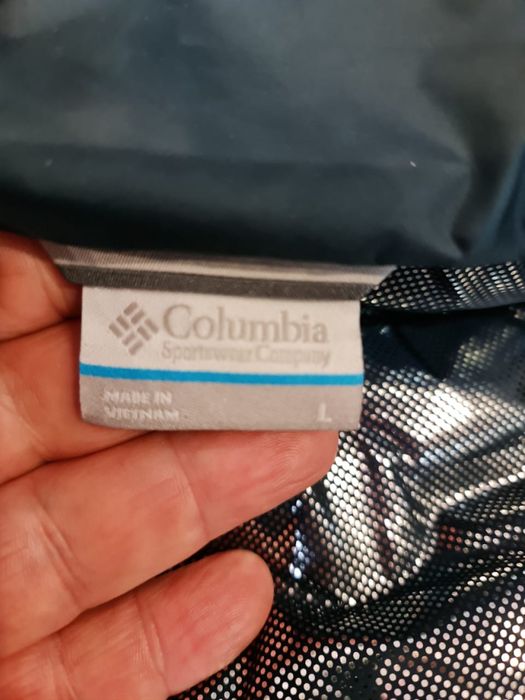 Columbia
Sportswear Company
MADE IN
VIETNAM
L